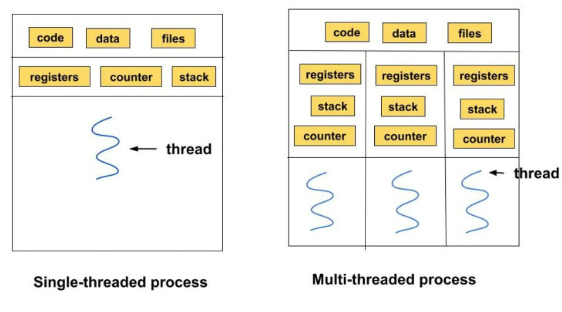 code data files
registers counter stack
thread
Single-threaded process
code data files
registers registers registers
stack stack stack
counter counter counter
thread
Multi-threaded process